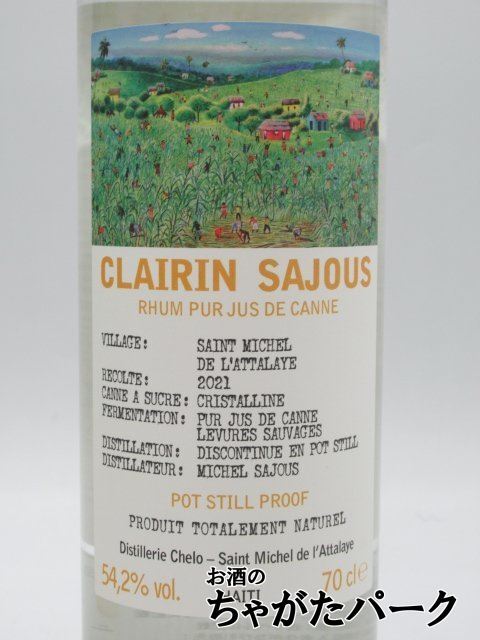 CLAIRIN SAJOUS
RHUM PUR JUS DE CANNE
VILLAGE: SAINT MICHEL
DE L'ATTALAYE
RECOLTE: 2021
CANNE A SUCRE: CRISTALLINE
FERMENTATION: PUR JUS DE CANNE
LEVURES SAUVAGES
DISTILLATION: DISCONTINUE EN POT STILL
DISTILLATEUR: MICHEL SAJOUS
POT STILL PROOF
PRODUIT TOTALEMENT NATUREL
Distillerie Chelo – Saint Michel de l'Attalaye
54,2% vol. HAITI 70 cl e
お酒の
ちゃがたパーク